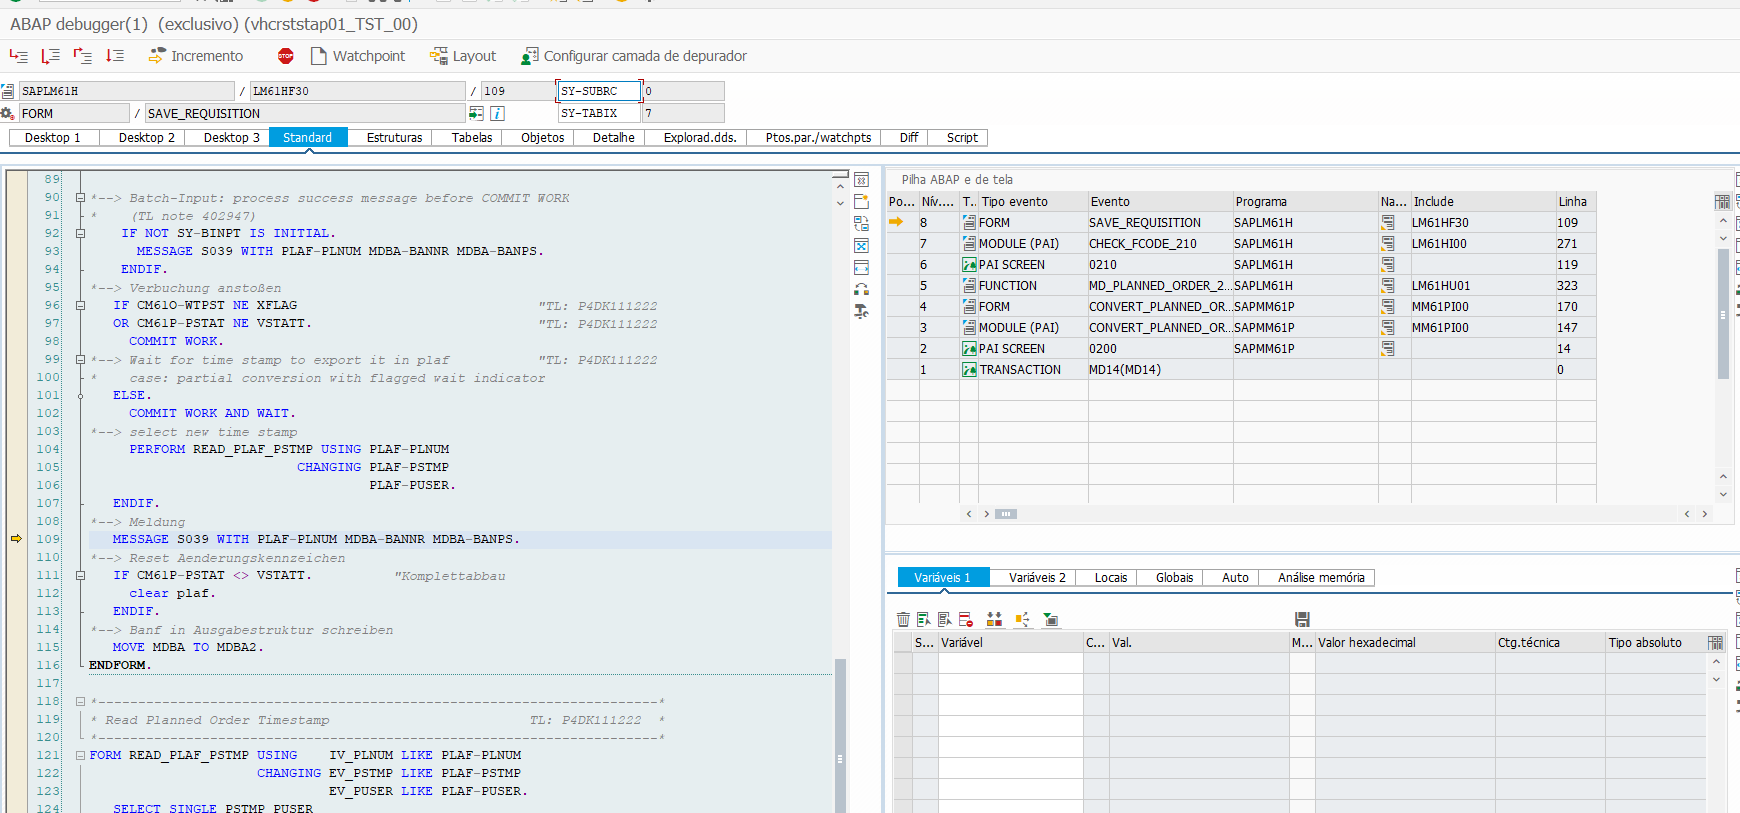 ABAP debugger(1)  (exclusivo) (vhcrststap01_TST_00)
Incremento Watchpoint Layout Configurar camada de depurador
SAPLM61H / LM61HF30 / 109 SY-SUBRC 0
FORM / SAVE_REQUISITION SY-TABIX 7
Desktop 1 Desktop 2 Desktop 3 Standard Estruturas Tabelas Objetos Detalhe Explorad.dds. Ptos.par./watchpts Diff Script
89
90 *--> Batch-Input: process success message before COMMIT WORK
91 *    (TL note 402947)
92 IF NOT SY-BINPT IS INITIAL.
93 MESSAGE S039 WITH PLAF-PLNUM MDBA-BANNR MDBA-BANPS.
94 ENDIF.
95 *--> Verbuchung anstoßen
96 IF CM61O-WTPST NE XFLAG "TL: P4DK111222
97 OR CM61P-PSTAT NE VSTATT. "TL: P4DK111222
98 COMMIT WORK.
99 *--> Wait for time stamp to export it in plaf "TL: P4DK111222
100 *    case: partial conversion with flagged wait indicator
101 ELSE.
102 COMMIT WORK AND WAIT.
103 *--> select new time stamp
104 PERFORM READ_PLAF_PSTMP USING PLAF-PLNUM
105 CHANGING PLAF-PSTMP
106 PLAF-PUSER.
107 ENDIF.
108 *--> Meldung
109 MESSAGE S039 WITH PLAF-PLNUM MDBA-BANNR MDBA-BANPS.
110 *--> Reset Aenderungskennzeichen
111 IF CM61P-PSTAT <> VSTATT. "Komplettabbau
112 clear plaf.
113 ENDIF.
114 *--> Banf in Ausgabestruktur schreiben
115 MOVE MDBA TO MDBA2.
116 ENDFORM.
117
118 *----------------------------------------------------------------------*
119 * Read Planned Order Timestamp TL: P4DK111222 *
120 *----------------------------------------------------------------------*
121 FORM READ_PLAF_PSTMP USING IV_PLNUM LIKE PLAF-PLNUM
122 CHANGING EV_PSTMP LIKE PLAF-PSTMP
123 EV_PUSER LIKE PLAF-PUSER.
124 SELECT SINGLE PSTMP PUSER
Pilha ABAP e de tela
Po... Nív.... T.. Tipo evento Evento Programa Na... Include Linha
8 FORM SAVE_REQUISITION SAPLM61H LM61HF30 109
7 MODULE (PAI) CHECK_FCODE_210 SAPLM61H LM61HI00 271
6 PAI SCREEN 0210 SAPLM61H 119
5 FUNCTION MD_PLANNED_ORDER_2... SAPLM61H LM61HU01 323
4 FORM CONVERT_PLANNED_OR... SAPMM61P MM61PI00 170
3 MODULE (PAI) CONVERT_PLANNED_OR... SAPMM61P MM61PI00 147
2 PAI SCREEN 0200 SAPMM61P 14
1 TRANSACTION MD14(MD14) 0
Variáveis 1 Variáveis 2 Locais Globais Auto Análise memória
S... Variável C... Val. M... Valor hexadecimal Ctg.técnica Tipo absoluto